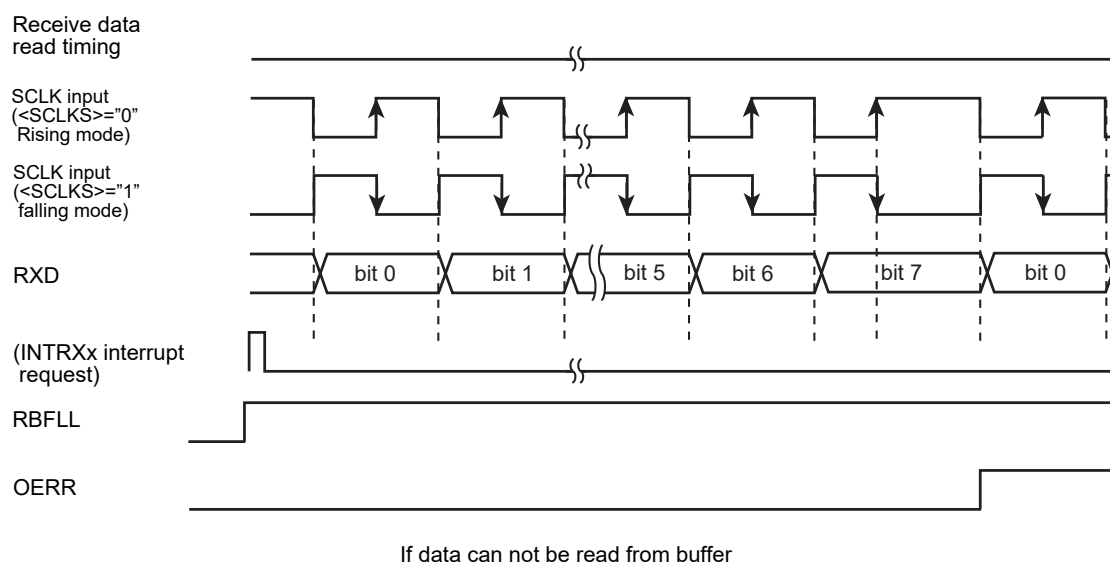 Receive data
read timing
SCLK input
(<SCLKS>="0"
Rising mode)
SCLK input
(<SCLKS>="1"
falling mode)
RXD
bit 0
bit 1
bit 5
bit 6
bit 7
bit 0
(INTRXx interrupt
request)
RBFLL
OERR
If data can not be read from buffer